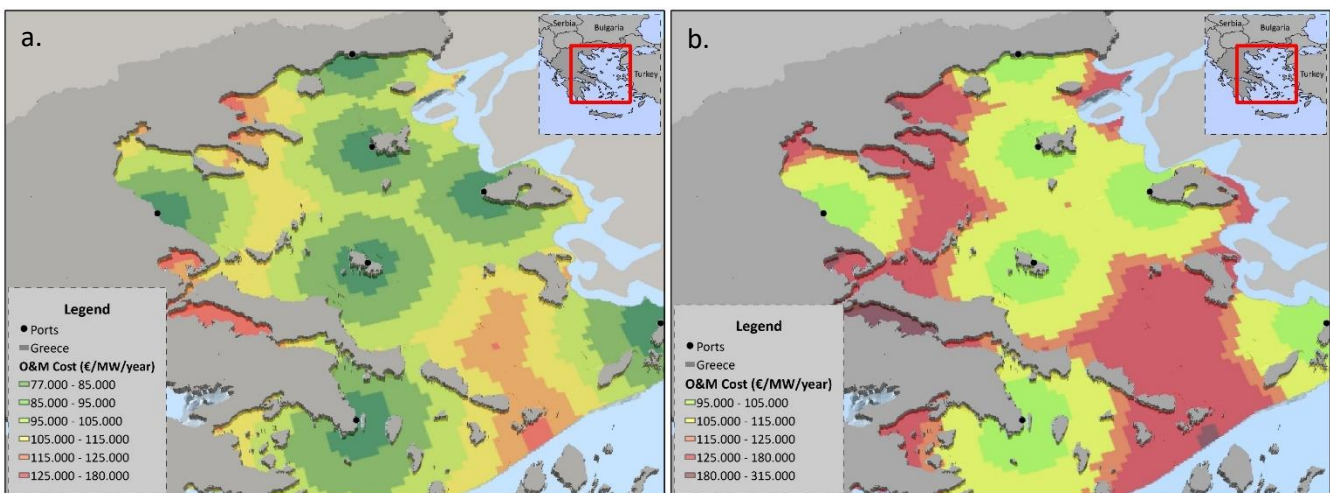 a.
Serbia
Bulgaria
Turkey
Legend
Ports
Greece
O&M Cost (€/MW/year)
77.000 - 85.000
85.000 - 95.000
95.000 - 105.000
105.000 - 115.000
115.000 - 125.000
125.000 - 180.000
b.
Serbia
Bulgaria
Turkey
Legend
Ports
Greece
O&M Cost (€/MW/year)
95.000 - 105.000
105.000 - 115.000
115.000 - 125.000
125.000 - 180.000
180.000 - 315.000